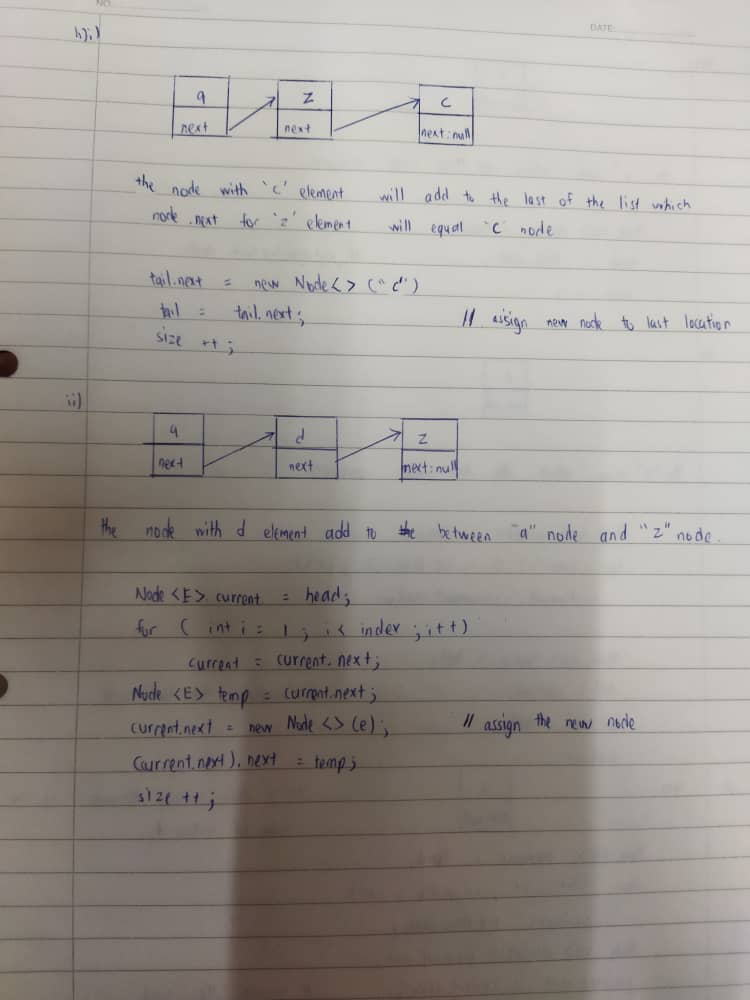 NO.
DATE:
h)i)
a z c
next next next:null
the node with 'c' element will add to the last of the list which
node.next for 'z' element will equal 'c' node
tail.next = new Node<> ("c")
tail = tail.next; // assign new node to last location
size ++;
ii)
a d z
next next next:null
the node with d element add to between "a" node and "z" node.
Node <E> current = head;
for ( int i = 1 ; i < index ; i++)
current = current.next;
Node <E> temp = current.next;
current.next = new Node <> (e); // assign the new node
(current.next).next = temp;
size ++;